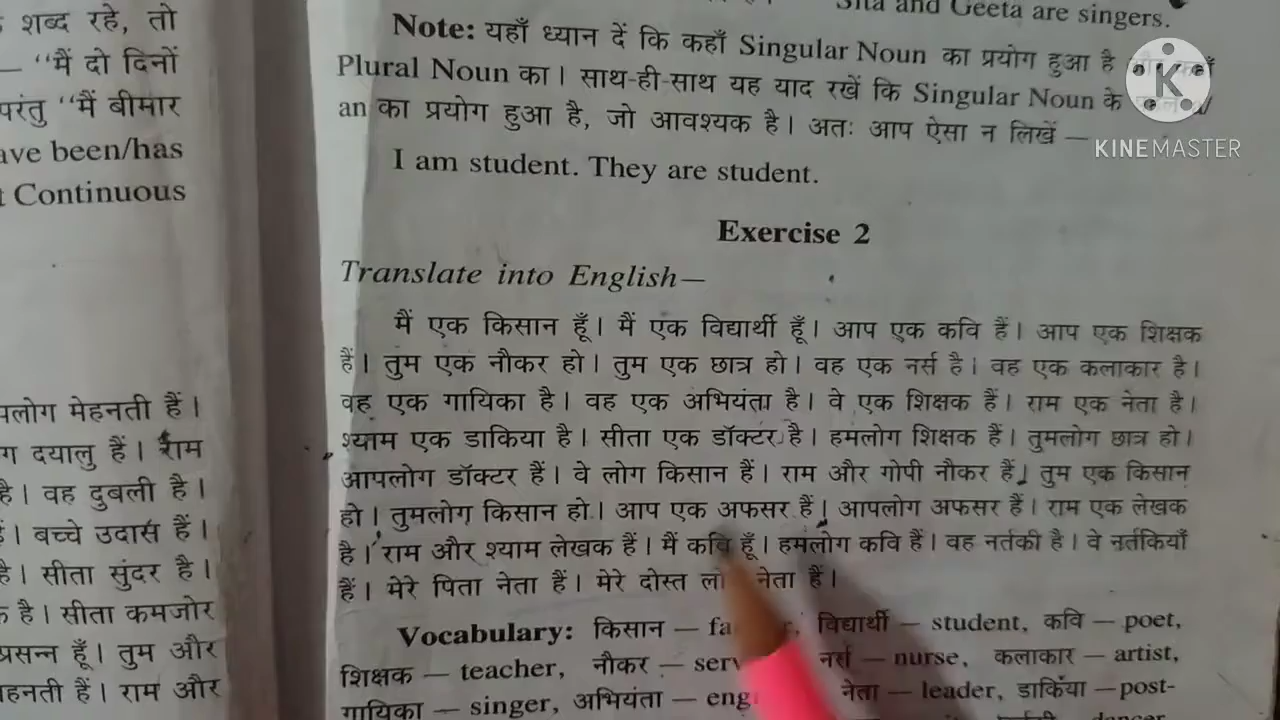 शब्द रहे, तो
— “मैं दो दिनों
परंतु “मैं बीमार
have been/has
Continuous
मेहनती हैं।
दयालु हैं। राम
है। वह दुबली है।
बच्चे उदास हैं।
है। सीता सुंदर है।
है। सीता कमजोर
प्रसन्न हूँ। तुम और
हैं। राम और
Sita and Geeta are singers.
Note: यहाँ ध्यान दें कि कहाँ Singular Noun का प्रयोग हुआ है
Plural Noun का। साथ-ही-साथ यह याद रखें कि Singular Noun के
an का प्रयोग हुआ है, जो आवश्यक है। अतः आप ऐसा न लिखें —
I am student. They are student.
Exercise 2
Translate into English—
मैं एक किसान हूँ। मैं एक विद्यार्थी हूँ। आप एक कवि हैं। आप एक शिक्षक
हैं। तुम एक नौकर हो। तुम एक छात्र हो। वह एक नर्स है। वह एक कलाकार है।
वह एक गायिका है। वह एक अभियंता है। वे एक शिक्षक हैं। राम एक नेता है।
श्याम एक डाकिया है। सीता एक डॉक्टर है। हमलोग शिक्षक हैं। तुमलोग छात्र हो।
आपलोग डॉक्टर हैं। वे लोग किसान हैं। राम और गोपी नौकर हैं। तुम एक किसान
हो। तुमलोग किसान हो। आप एक अफसर हैं। आपलोग अफसर हैं। राम एक लेखक
है। राम और श्याम लेखक हैं। मैं कवि हूँ। हमलोग कवि हैं। वह नर्तकी है। वे नर्तकियाँ
हैं। मेरे पिता नेता हैं। मेरे दोस्त नेता हैं।
Vocabulary: किसान — विद्यार्थी — student, कवि — poet,
शिक्षक — teacher, नौकर — नर्स — nurse, कलाकार — artist,
गायिका — singer, अभियंता — नेता — leader, डाकिया — post-
K
KINEMASTER